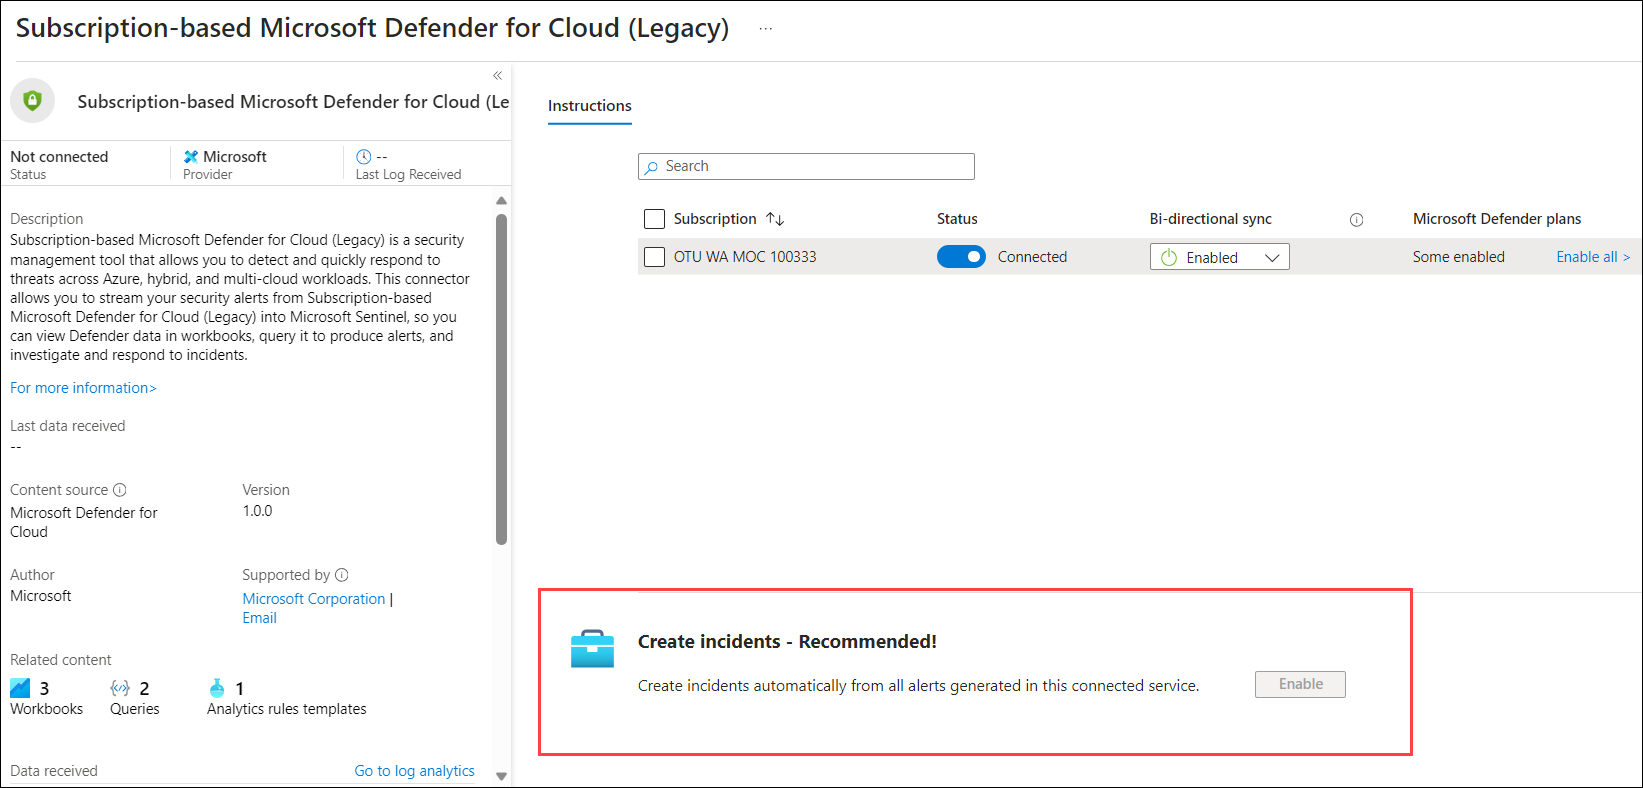 Subscription-based Microsoft Defender for Cloud (Legacy) ···
«
Subscription-based Microsoft Defender for Cloud (Le
Not connected
Status
Microsoft
Provider
--
Last Log Received
Description
Subscription-based Microsoft Defender for Cloud (Legacy) is a security
management tool that allows you to detect and quickly respond to
threats across Azure, hybrid, and multi-cloud workloads. This connector
allows you to stream your security alerts from Subscription-based
Microsoft Defender for Cloud (Legacy) into Microsoft Sentinel, so you
can view Defender data in workbooks, query it to produce alerts, and
investigate and respond to incidents.
For more information>
Last data received
--
Content source
Microsoft Defender for
Cloud
Version
1.0.0
Author
Microsoft
Supported by
Microsoft Corporation |
Email
Related content
3
Workbooks
2
Queries
1
Analytics rules templates
Data received
Go to log analytics
Instructions
Search
Subscription ↑↓ Status Bi-directional sync Microsoft Defender plans
OTU WA MOC 100333 Connected Enabled Some enabled Enable all >
Create incidents - Recommended!
Create incidents automatically from all alerts generated in this connected service.
Enable